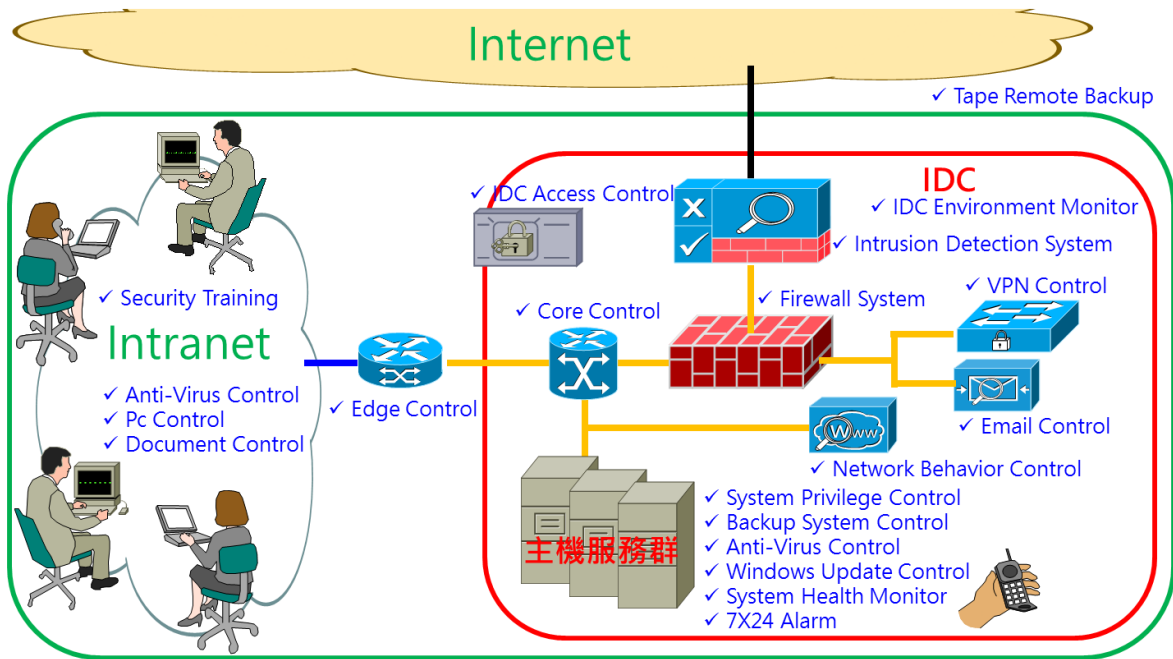 Internet
✓ Tape Remote Backup
IDC
✓ IDC Access Control
✓ IDC Environment Monitor
✓ Intrusion Detection System
✓ Security Training
✓ VPN Control
✓ Firewall System
✓ Core Control
Intranet
✓ Anti-Virus Control
✓ Pc Control
✓ Document Control
✓ Edge Control
✓ Email Control
Www
✓ Network Behavior Control
主機服務群
✓ System Privilege Control
✓ Backup System Control
✓ Anti-Virus Control
✓ Windows Update Control
✓ System Health Monitor
✓ 7X24 Alarm